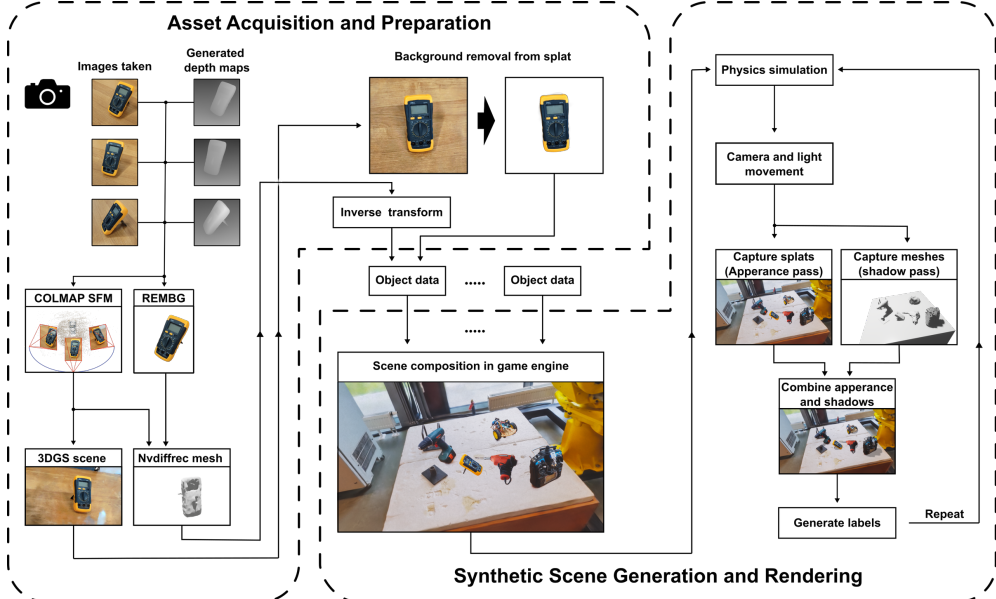 Asset Acquisition and Preparation
Images taken
Generated
depth maps
Background removal from splat
Inverse transform
COLMAP SFM
REMBG
3DGS scene
Nvdiffrec mesh
Object data
.....
Object data
.....
Scene composition in game engine
Physics simulation
Camera and light
movement
Capture splats
(Apperance pass)
Capture meshes
(shadow pass)
Combine apperance
and shadows
Generate labels
Repeat
Synthetic Scene Generation and Rendering